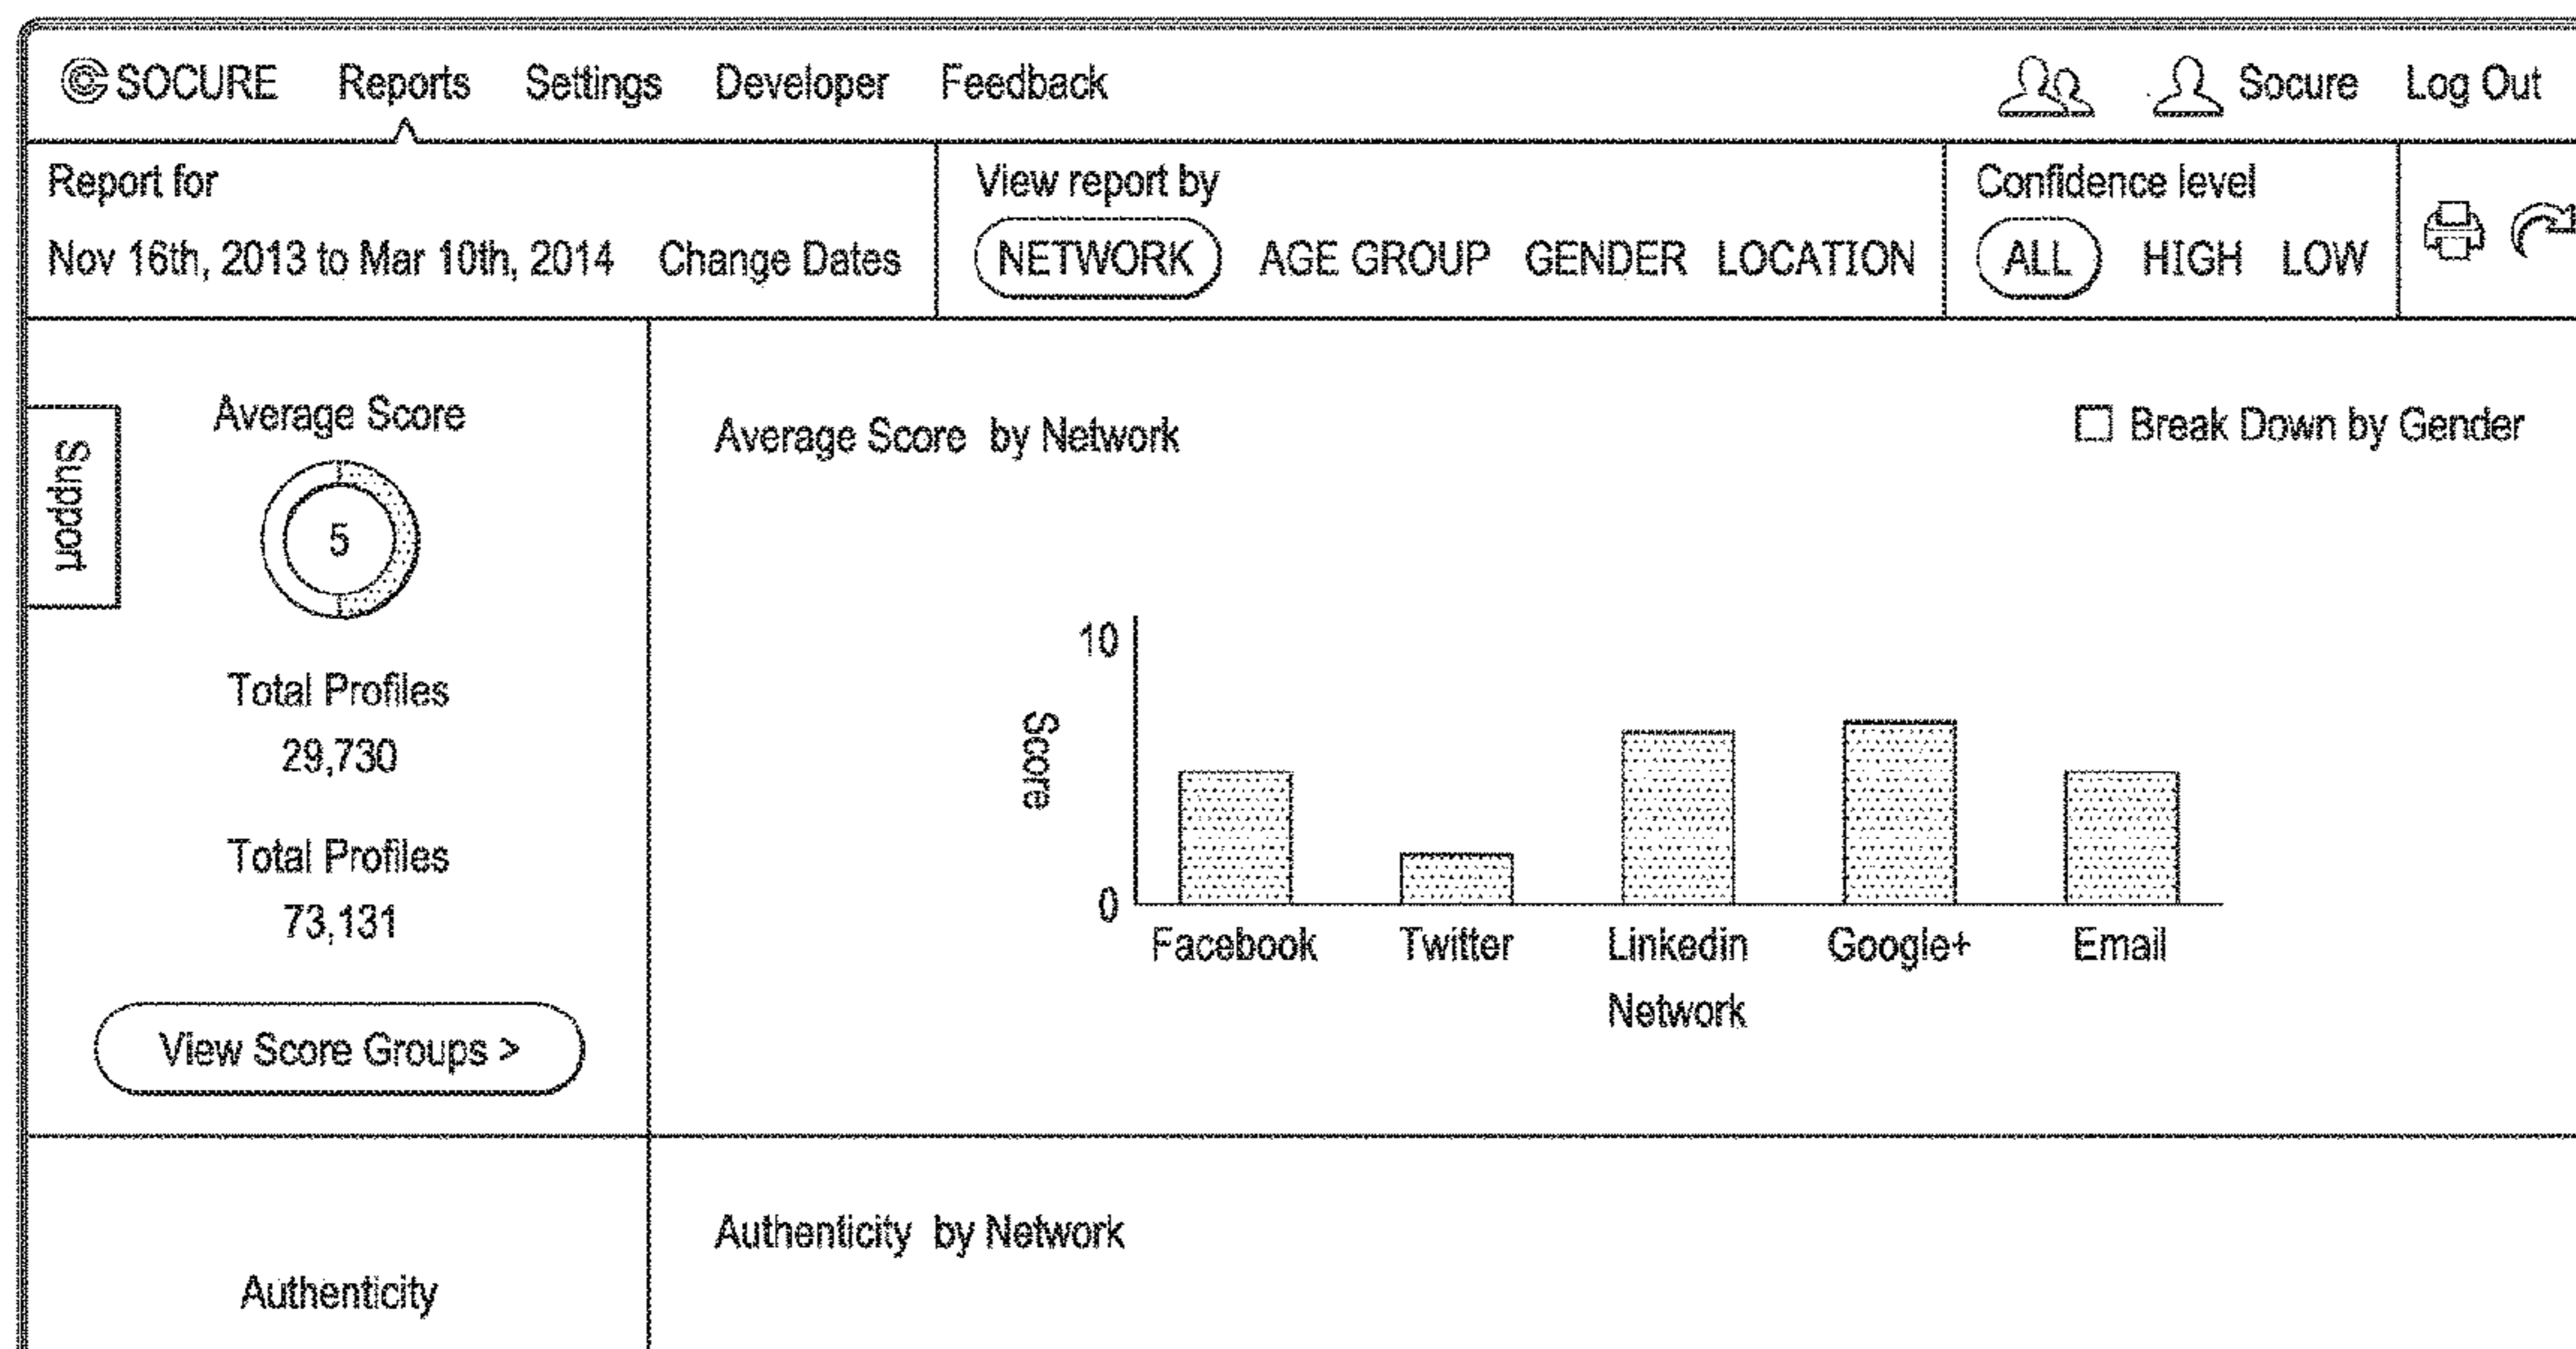 SOCURE Reports Settings Developer Feedback Socure Log Out
Report for
Nov 16th, 2013 to Mar 10th, 2014 Change Dates
View report by
NETWORK AGE GROUP GENDER LOCATION
Confidence level
ALL HIGH LOW
Support
Average Score
5
Total Profiles
29,730
Total Profiles
73,131
View Score Groups >
Average Score by Network
Break Down by Gender
10
Score
0
Facebook Twitter Linkedin Google+ Email
Network
Authenticity
Authenticity by Network